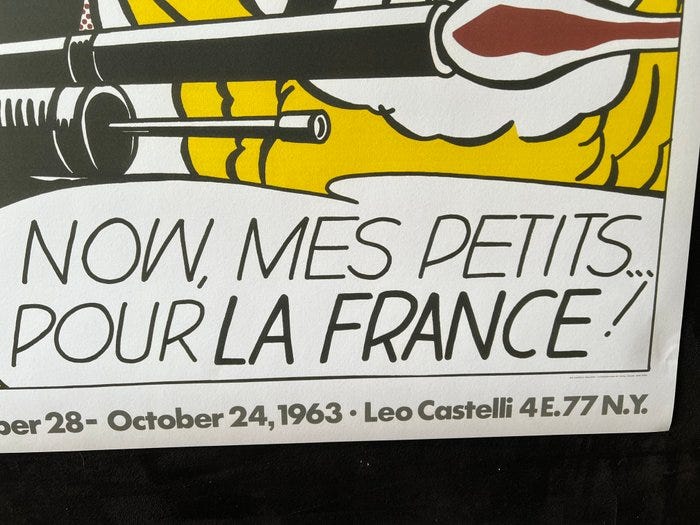 NOW, MES PETITS...
POUR LA FRANCE!
ber 28- October 24, 1963 · Leo Castelli 4 E.77 N.Y.